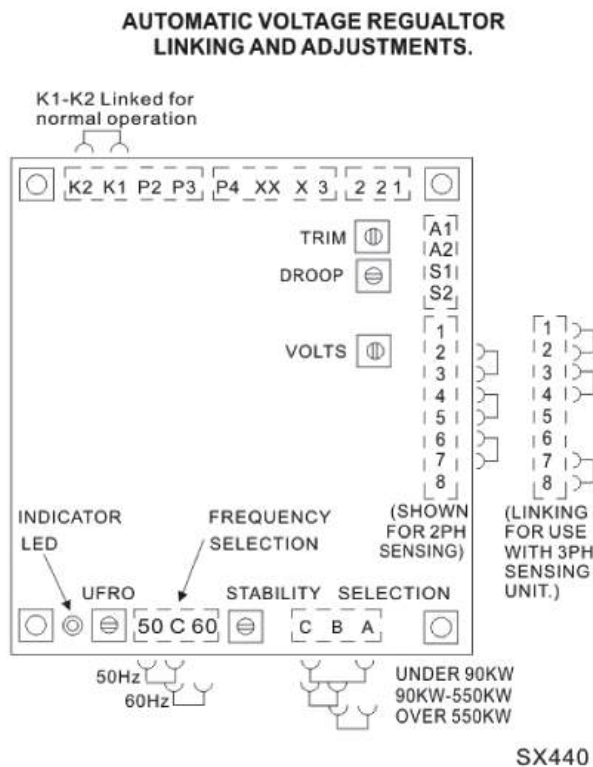 AUTOMATIC VOLTAGE REGUALTOR
LINKING AND ADJUSTMENTS.
K1-K2 Linked for
normal operation
K2 K1 P2 P3 P4 XX X 3 2 2 1
TRIM
DROOP
VOLTS
A1
A2
S1
S2
1
2
3
4
5
6
7
8
1
2
3
4
5
6
7
8
(SHOWN
FOR 2PH
SENSING)
(LINKING
FOR USE
WITH 3PH
SENSING
UNIT.)
INDICATOR
LED
FREQUENCY
SELECTION
UFRO
STABILITY SELECTION
50 C 60
C B A
50Hz
60Hz
UNDER 90KW
90KW-550KW
OVER 550KW
SX440